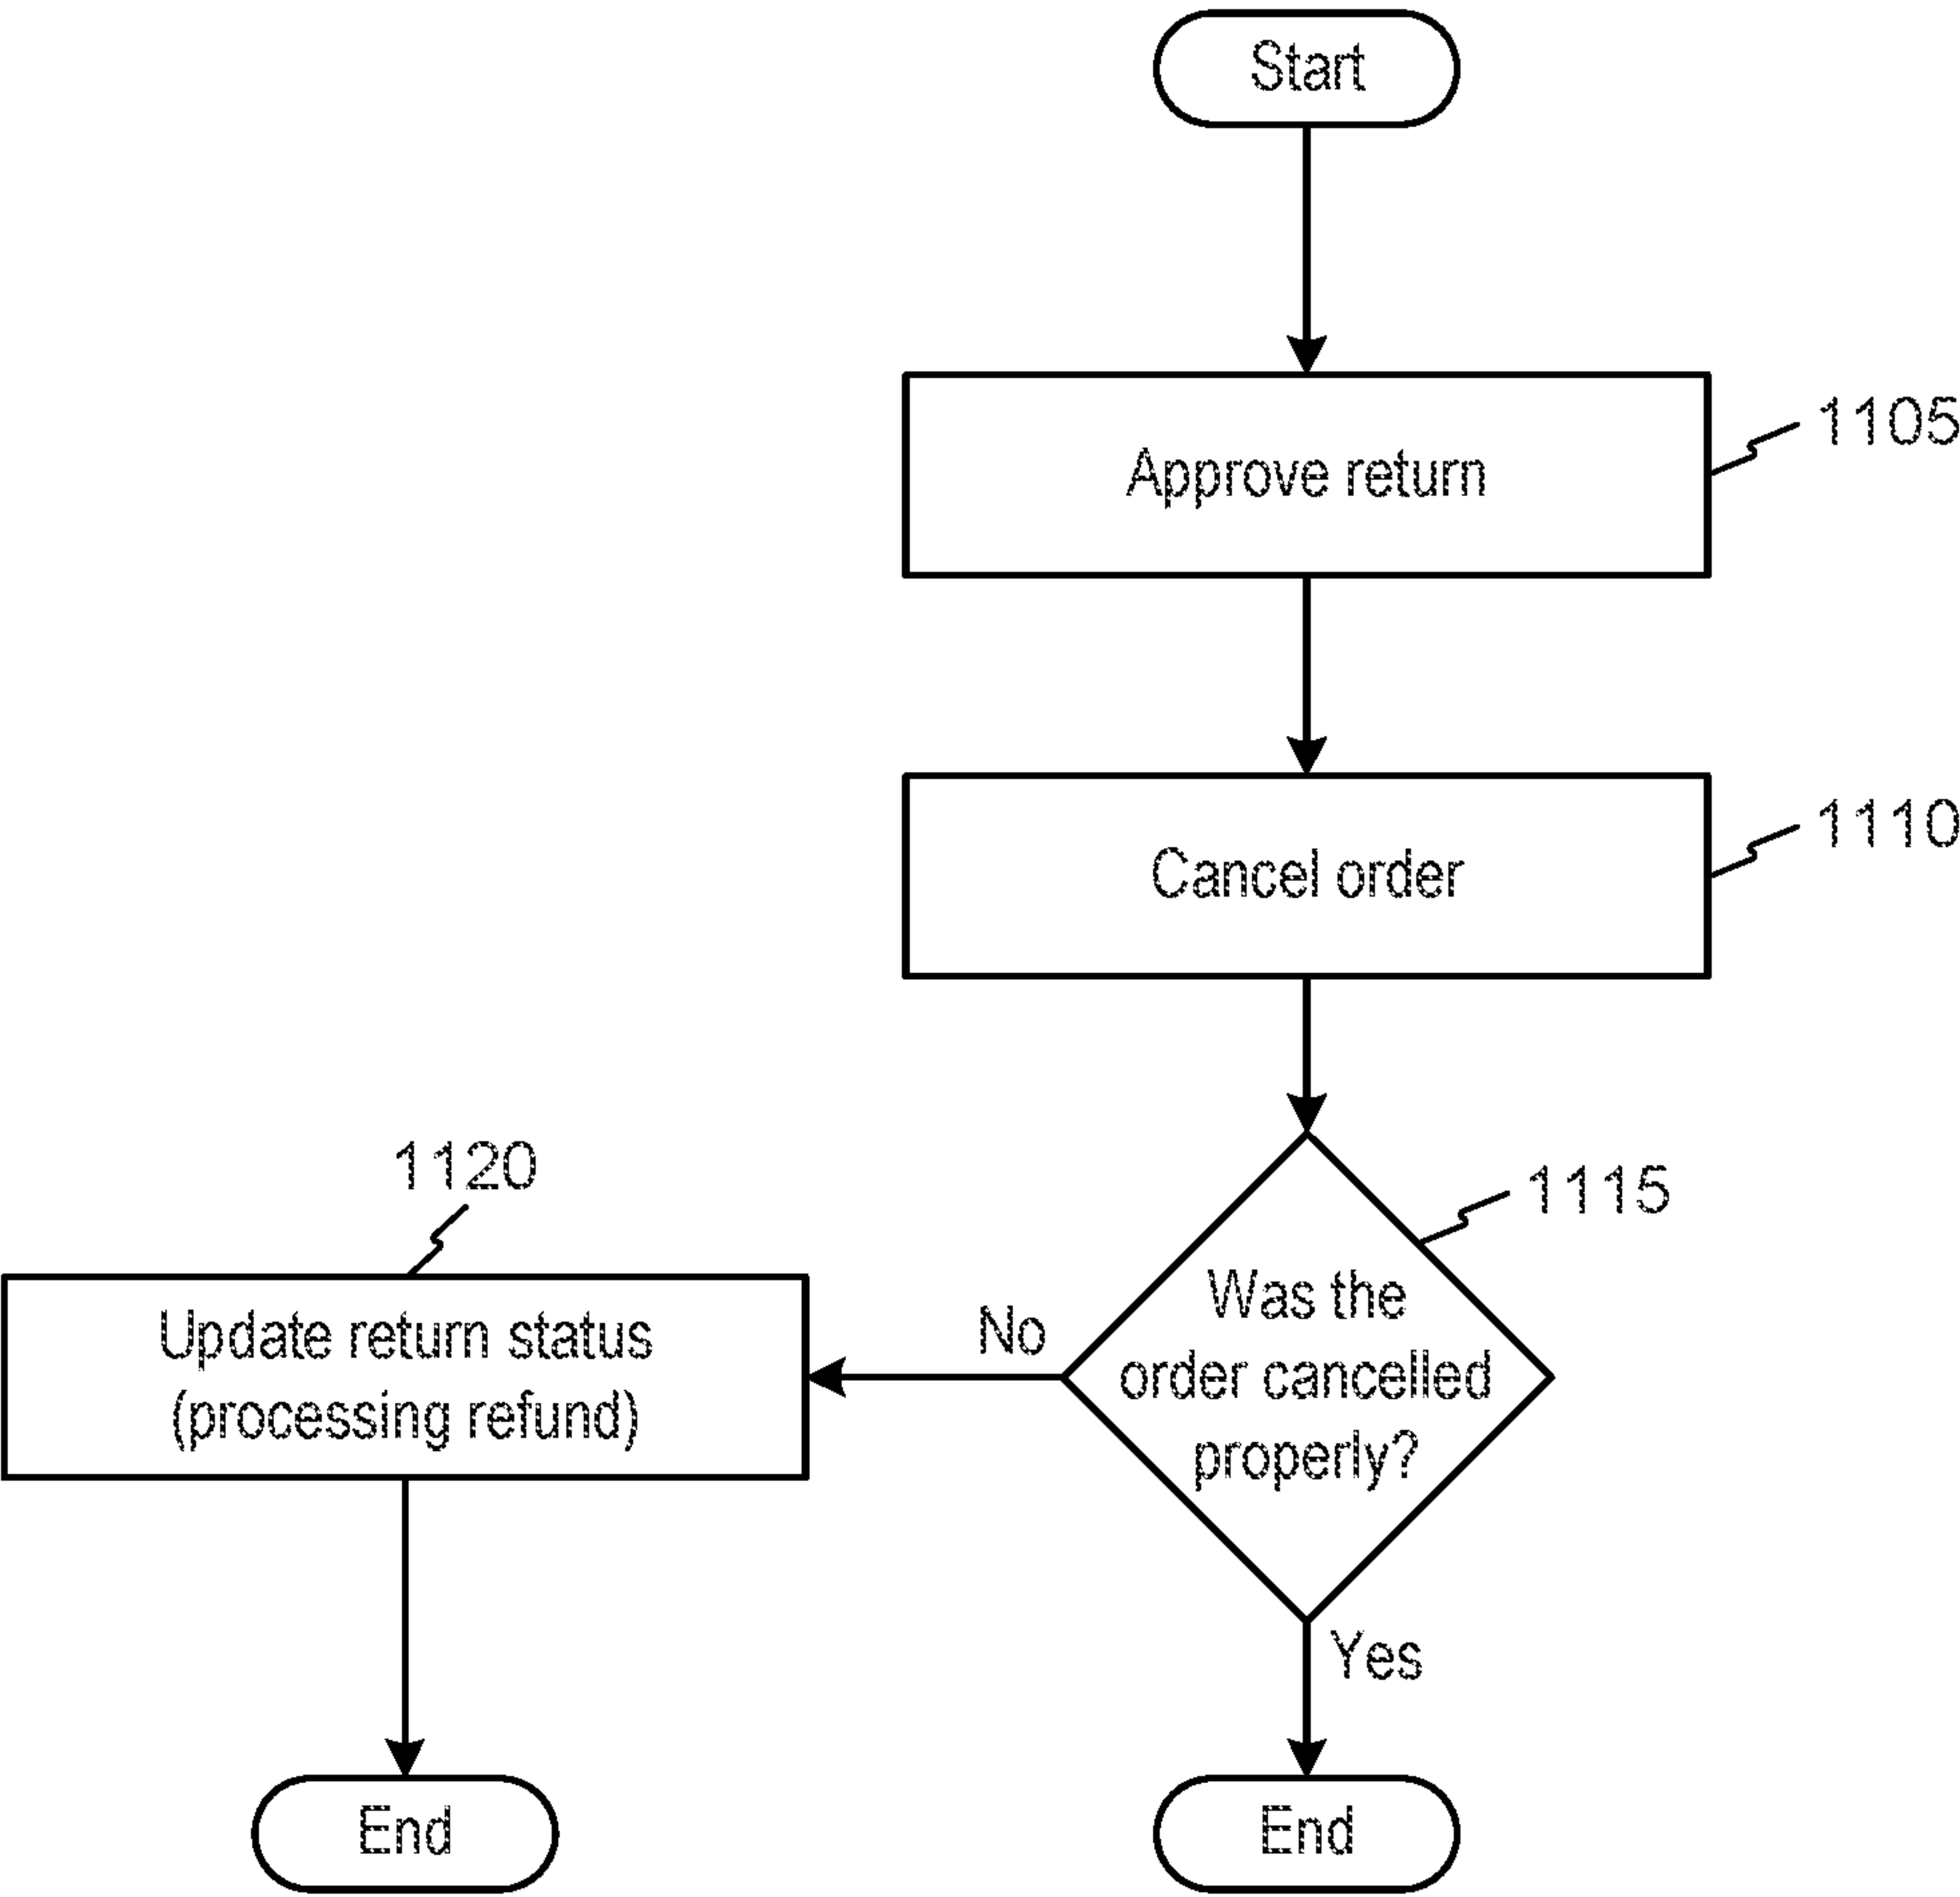 Start
Approve return
1105
Cancel order
1110
1120
1115
Update return status
(processing refund)
No
Was the
order cancelled
properly?
Yes
End
End